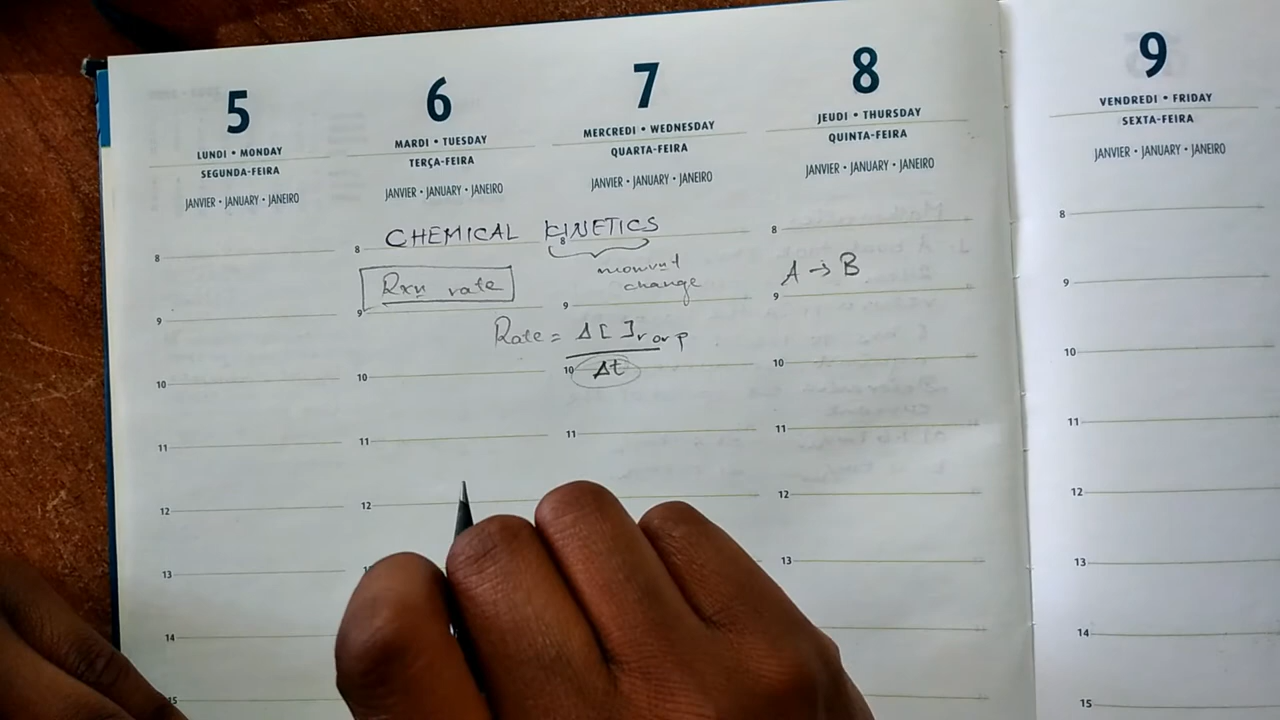 5
LUNDI • MONDAY
SEGUNDA-FEIRA
JANVIER • JANUARY • JANEIRO
8
9
10
11
12
13
14
15
6
MARDI • TUESDAY
TERÇA-FEIRA
JANVIER • JANUARY • JANEIRO
8 CHEMICAL KINETICS
Rxn rate
9
Rate = Δ[ ]r or p
Δt
10
11
12
7
MERCREDI • WEDNESDAY
QUARTA-FEIRA
JANVIER • JANUARY • JANEIRO
8
change
9
10
11
8
JEUDI • THURSDAY
QUINTA-FEIRA
JANVIER • JANUARY • JANEIRO
8
A → B
9
10
11
12
13
9
VENDREDI • FRIDAY
SEXTA-FEIRA
JANVIER • JANUARY • JANEIRO
8
9
10
11
12
13
14
15